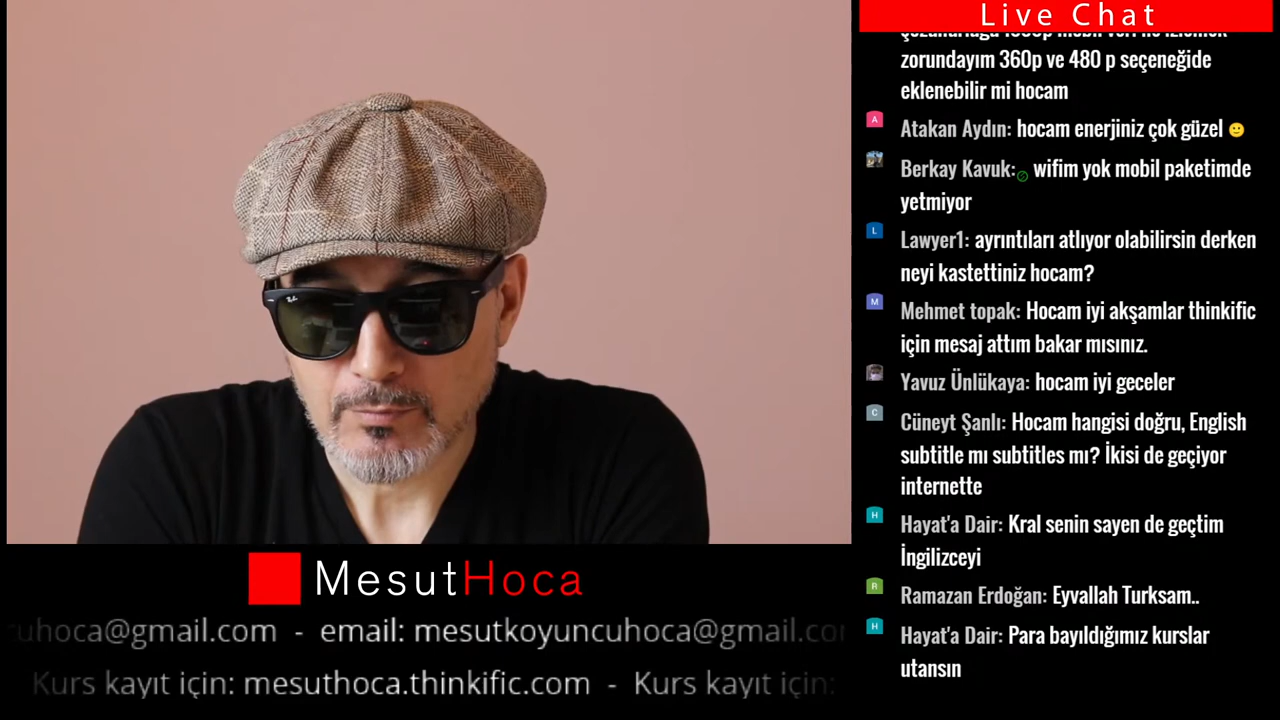 Live Chat
zorundayım 360p ve 480 p seçeneğide
eklenebilir mi hocam
A Atakan Aydın: hocam enerjiniz çok güzel 🙂
Berkay Kavuk: wifim yok mobil paketimde
yetmiyor
L Lawyer1: ayrıntıları atlıyor olabilirsin derken
neyi kastettiniz hocam?
M Mehmet topak: Hocam iyi akşamlar thinkific
için mesaj attım bakar mısınız.
Yavuz Ünlükaya: hocam iyi geceler
C Cüneyt Şanlı: Hocam hangisi doğru, English
subtitle mı subtitles mı? İkisi de geçiyor
internette
H Hayat'a Dair: Kral senin sayen de geçtim
İngilizceyi
R Ramazan Erdoğan: Eyvallah Turksam..
H Hayat'a Dair: Para bayıldığımız kurslar
utansın
Ray-Ban
MesutHoca
cuhoca@gmail.com - email: mesutkoyuncuhoca@gmail.co
Kurs kayıt için: mesuthoca.thinkific.com - Kurs kayıt için: